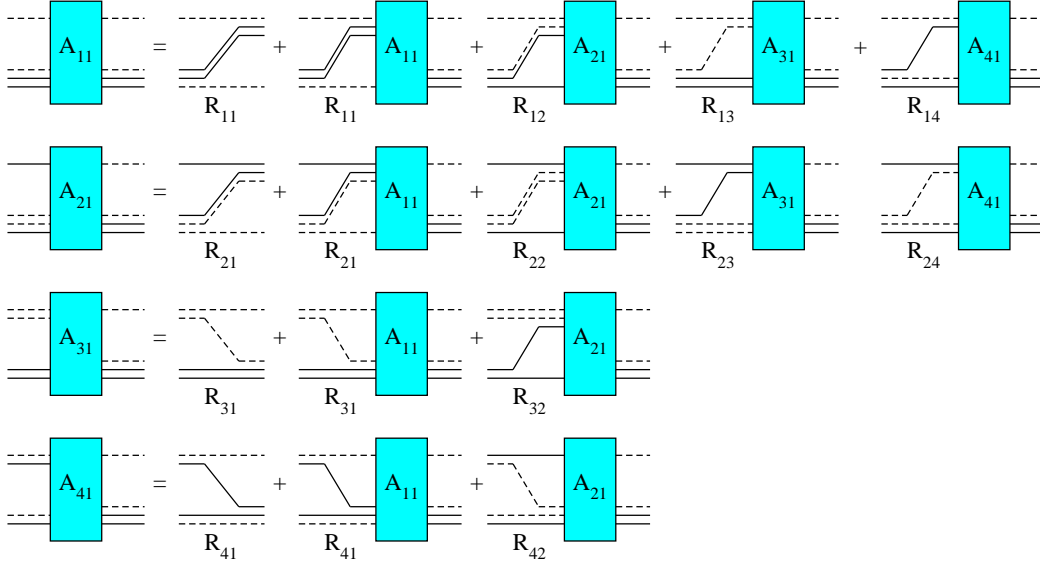 A11 = + A11 + A21 + A31 + A41
R11 R11 R12 R13 R14
A21 = + A11 + A21 + A31 A41
R21 R21 R22 R23 R24
A31 = + A11 + A21
R31 R31 R32
A41 = + A11 + A21
R41 R41 R42